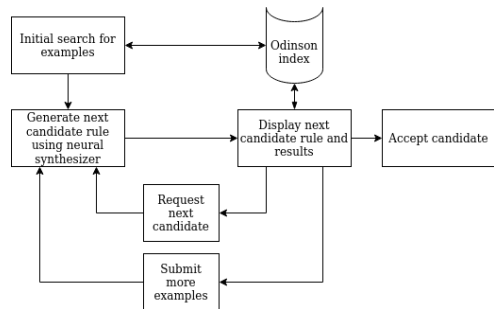 Initial search for
examples
Odinson
index
Generate next
candidate rule
using neural
synthesizer
Display next
candidate rule and
results
Accept candidate
Request
next
candidate
Submit
more
examples